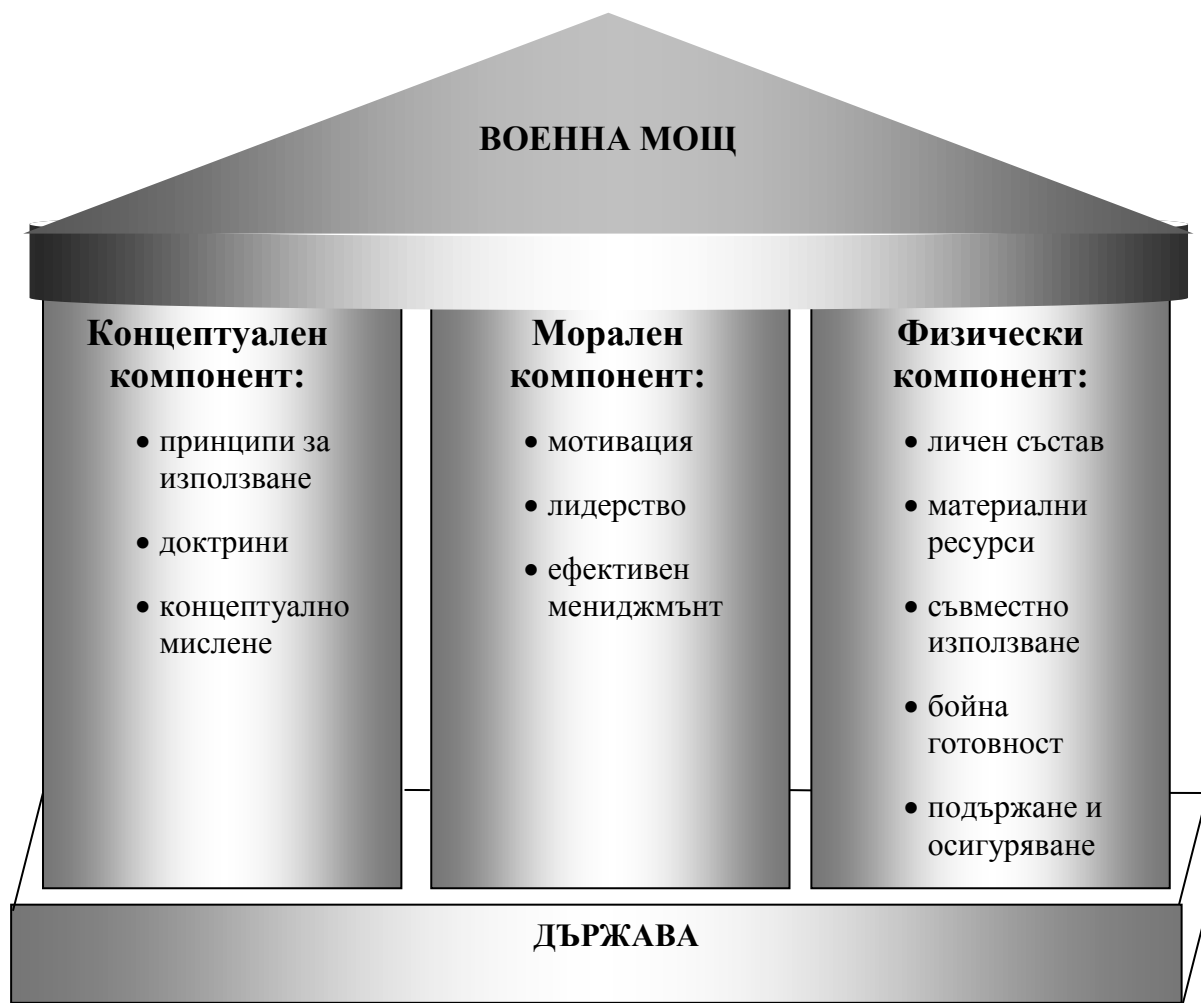 ВОЕННА МОЩ
Концептуален
компонент:
• принципи за
използване
• доктрини
• концептуално
мислене
Морален
компонент:
• мотивация
• лидерство
• ефективен
мениджмънт
Физически
компонент:
• личен състав
• материални
ресурси
• съвместно
използване
• бойна
готовност
• подържане и
осигуряване
ДЪРЖАВА